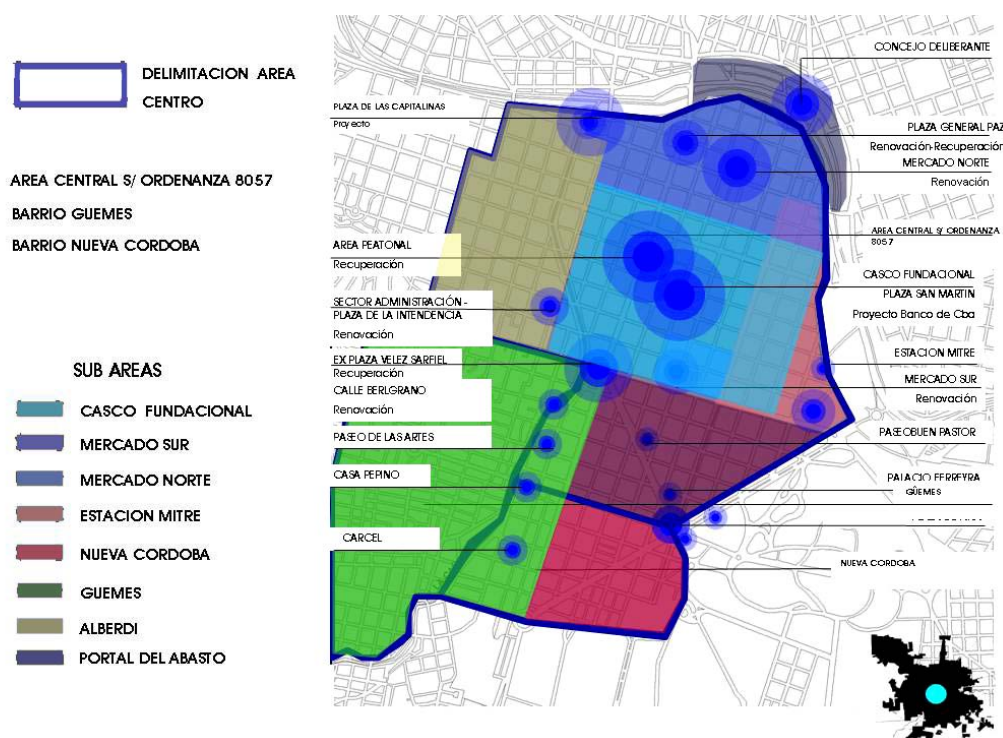 DELIMITACION AREA
CENTRO
AREA CENTRAL S/ ORDENANZA 8057
BARRIO GUEMES
BARRIO NUEVA CORDOBA
SUB AREAS
CASCO FUNDACIONAL
MERCADO SUR
MERCADO NORTE
ESTACION MITRE
NUEVA CORDOBA
GUEMES
ALBERDI
PORTAL DEL ABASTO
PLAZA DE LAS CAPITALINAS
Proyecto
AREA PEATONAL
Recuperación
SECTOR ADMINISTRACIÓN -
PLAZA DE LA INTENDENCIA
Renovación
EX PLAZA VELEZ SARFIEL
Recuperación
CALLE BERLGRANO
Renovación
PASEO DE LAS ARTES
CASA PEPINO
CARCEL
CONCEJO DELIBERANTE
PLAZA GENERAL PAZ
Renovación-Recuperación
MERCADO NORTE
Renovación
AREA CENTRAL S/ ORDENANZA
8057
CASCO FUNDACIONAL
PLAZA SAN MARTIN
Proyecto Banco de Cba
ESTACION MITRE
MERCADO SUR
Renovación
PASEOBUEN PASTOR
PALACIO FERREYRA
GÜEMES
NUEVA CORDOBA